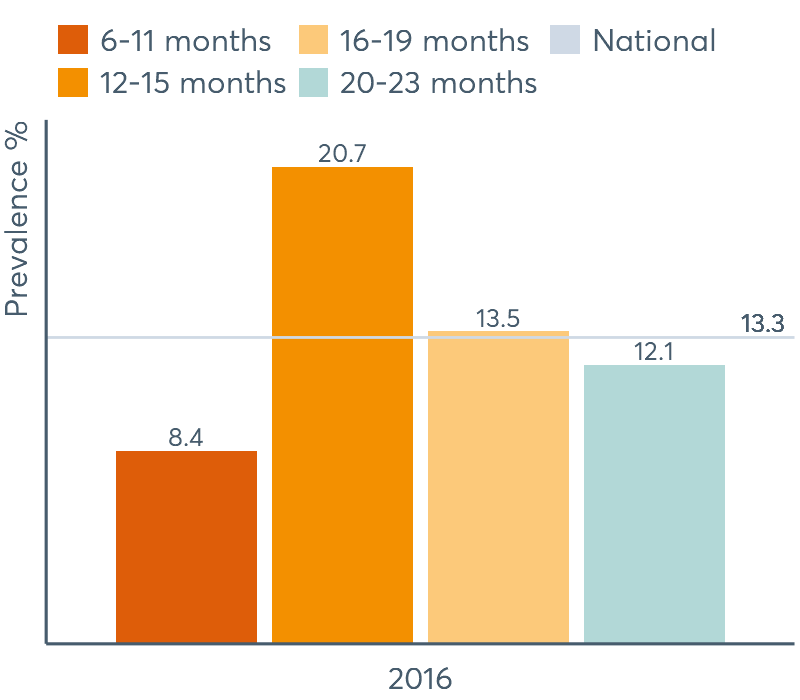 6-11 months 16-19 months National
12-15 months 20-23 months
Prevalence %
20.7
13.5
13.3
12.1
8.4
2016